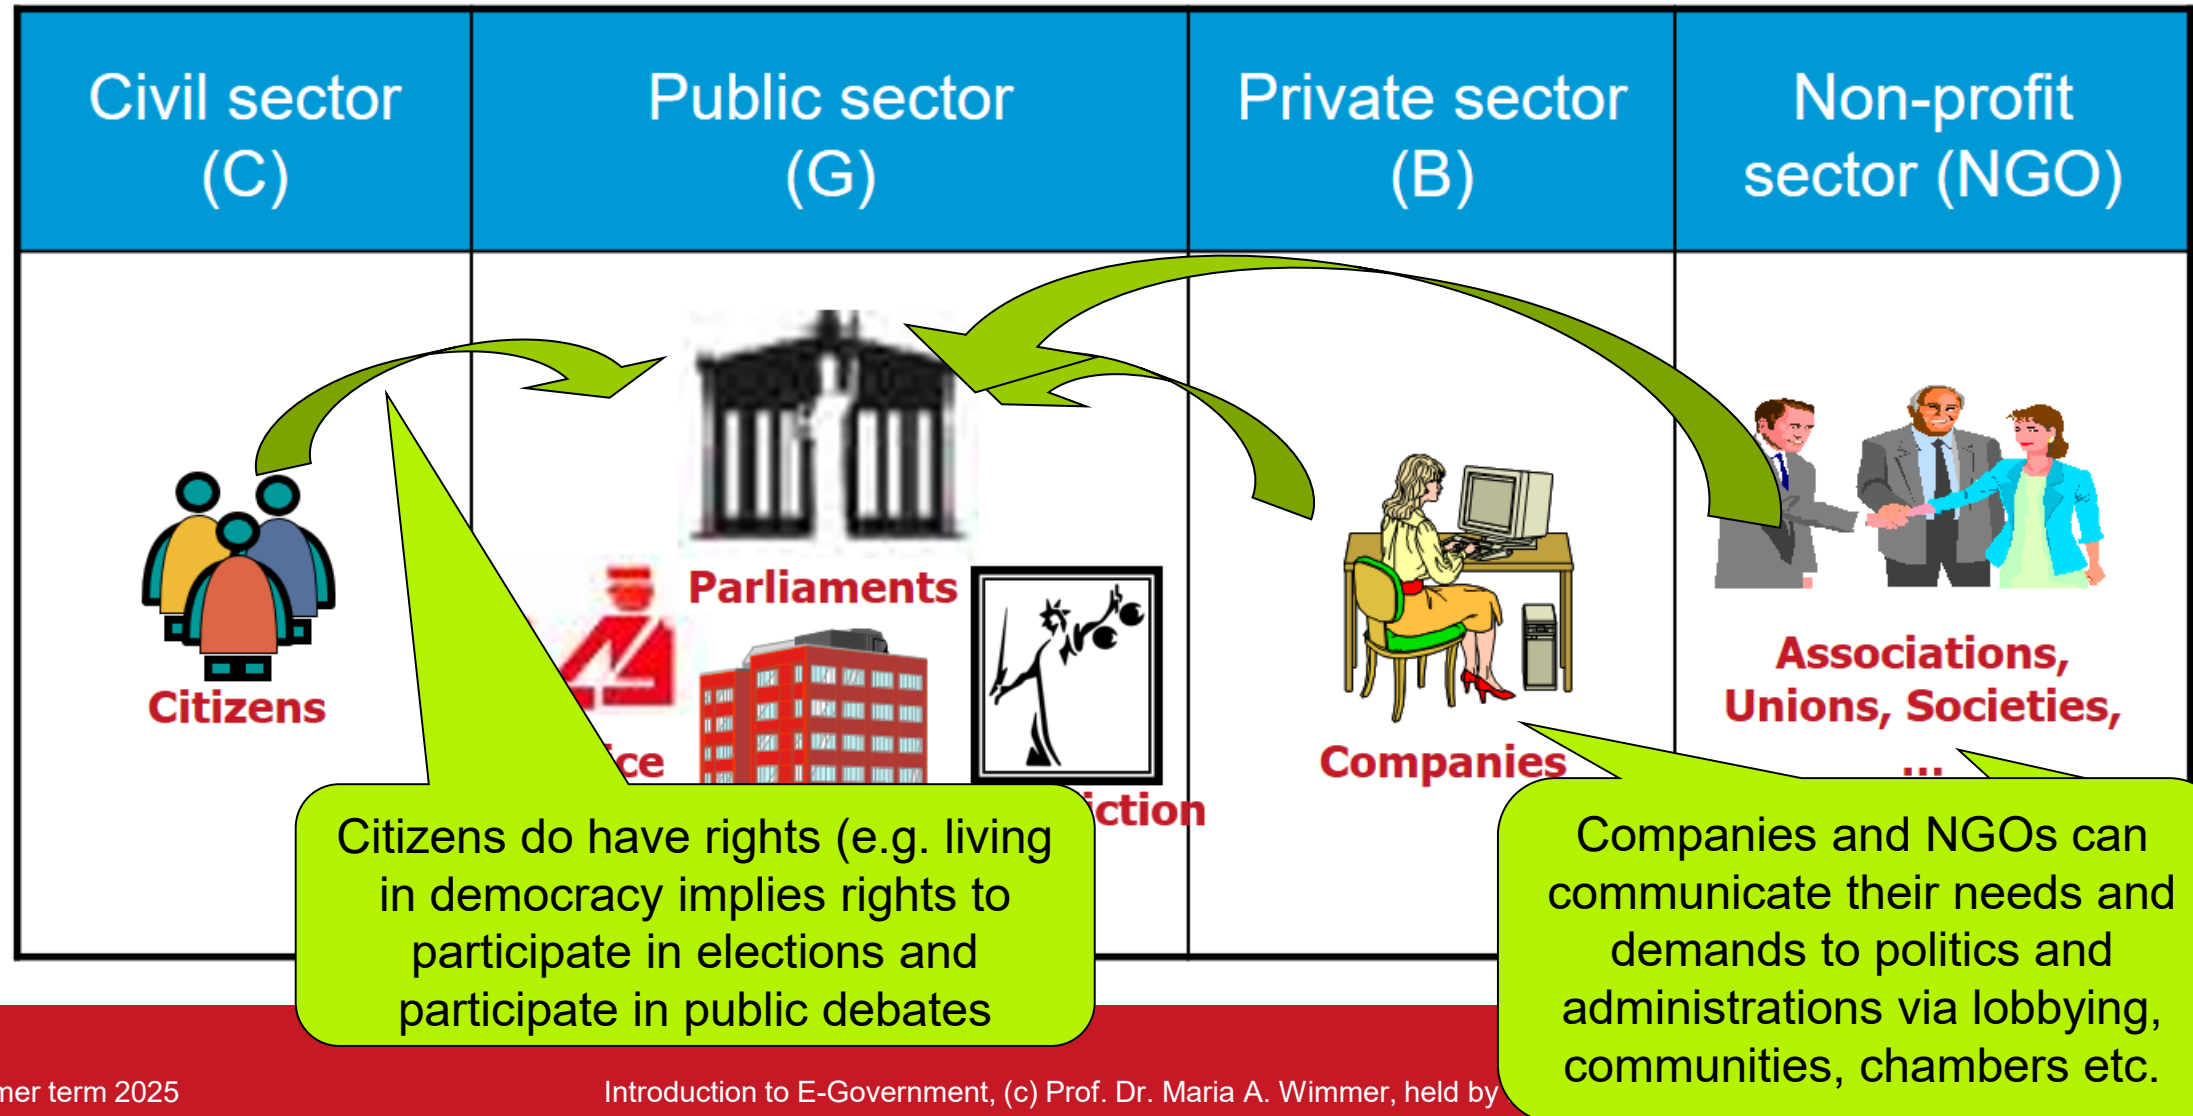 Civil sector
(C)
Public sector
(G)
Private sector
(B)
Non-profit
sector (NGO)
Parliaments
Citizens
Companies
Associations,
Unions, Societies,
...
Citizens do have rights (e.g. living
in democracy implies rights to
participate in elections and
participate in public debates
Companies and NGOs can
communicate their needs and
demands to politics and
administrations via lobbying,
communities, chambers etc.
term 2025
Introduction to E-Government, (c) Prof. Dr. Maria A. Wimmer, held by